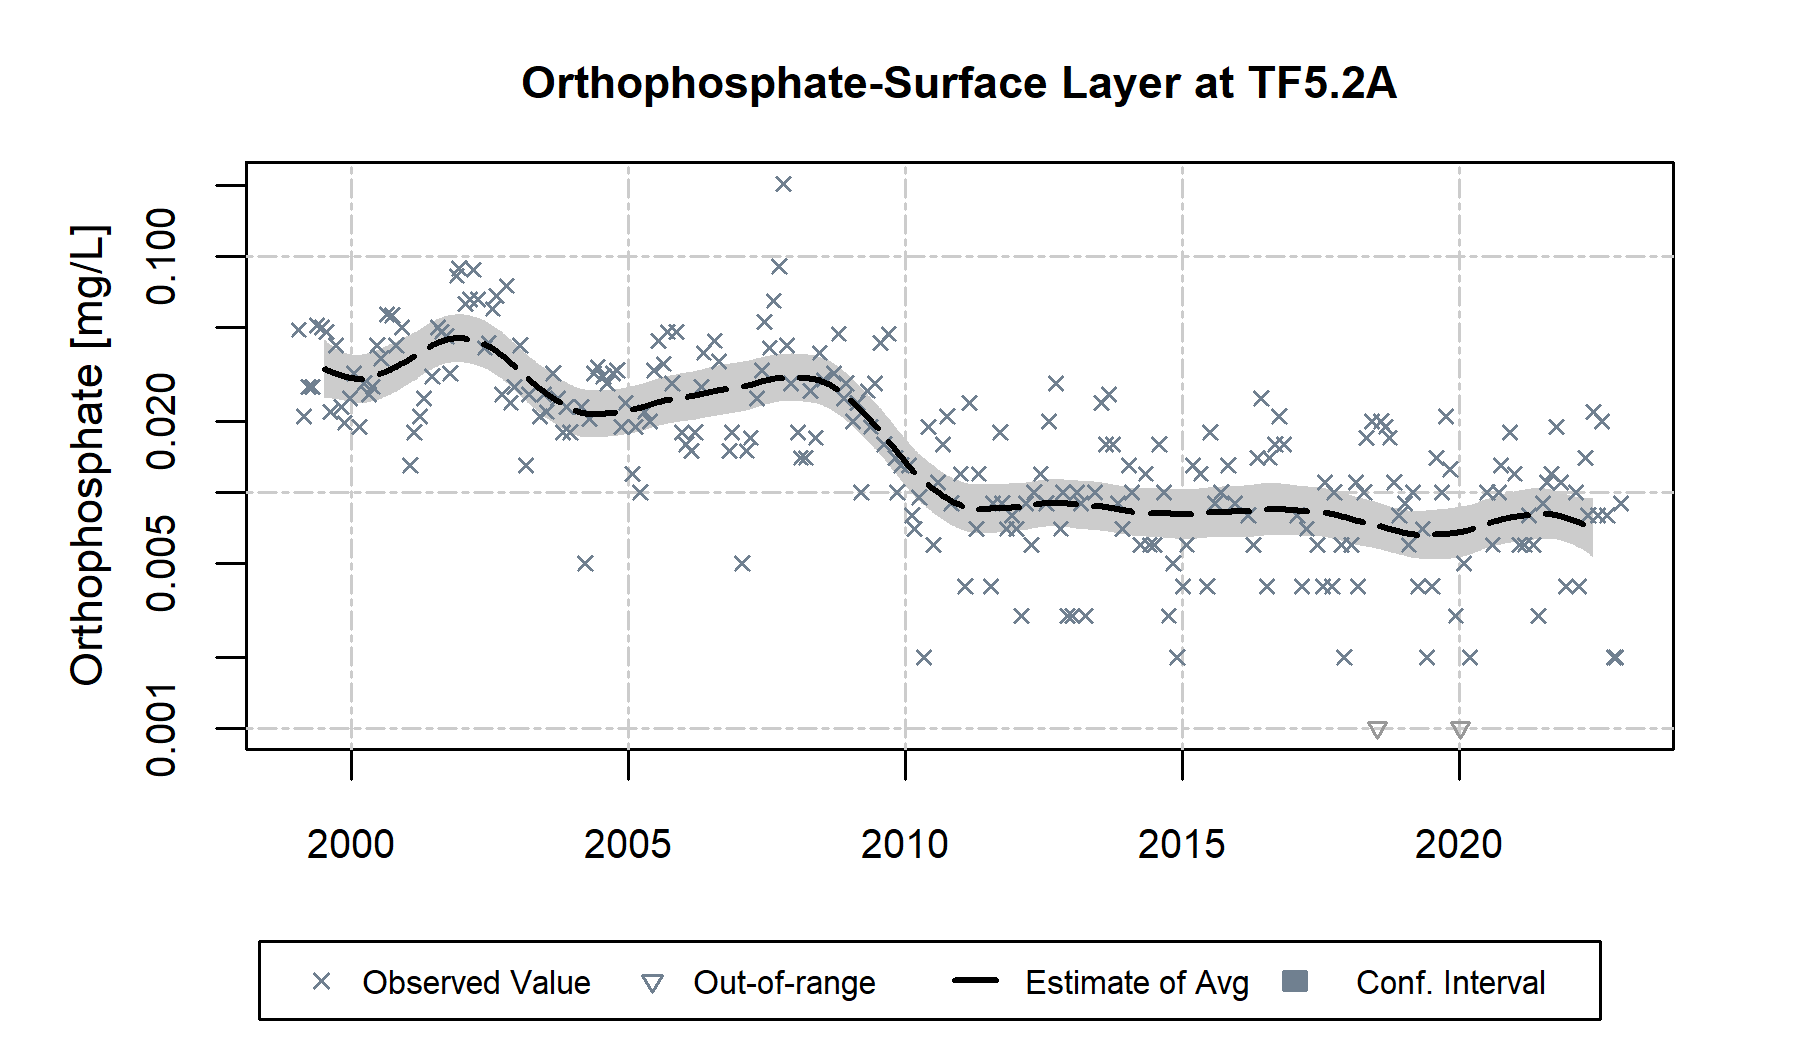 Orthophosphate-Surface Layer at TF5.2A
Orthophosphate [mg/L]
0.100
0.020
0.005
0.001
2000 2005 2010 2015 2020
Observed Value Out-of-range Estimate of Avg Conf. Interval